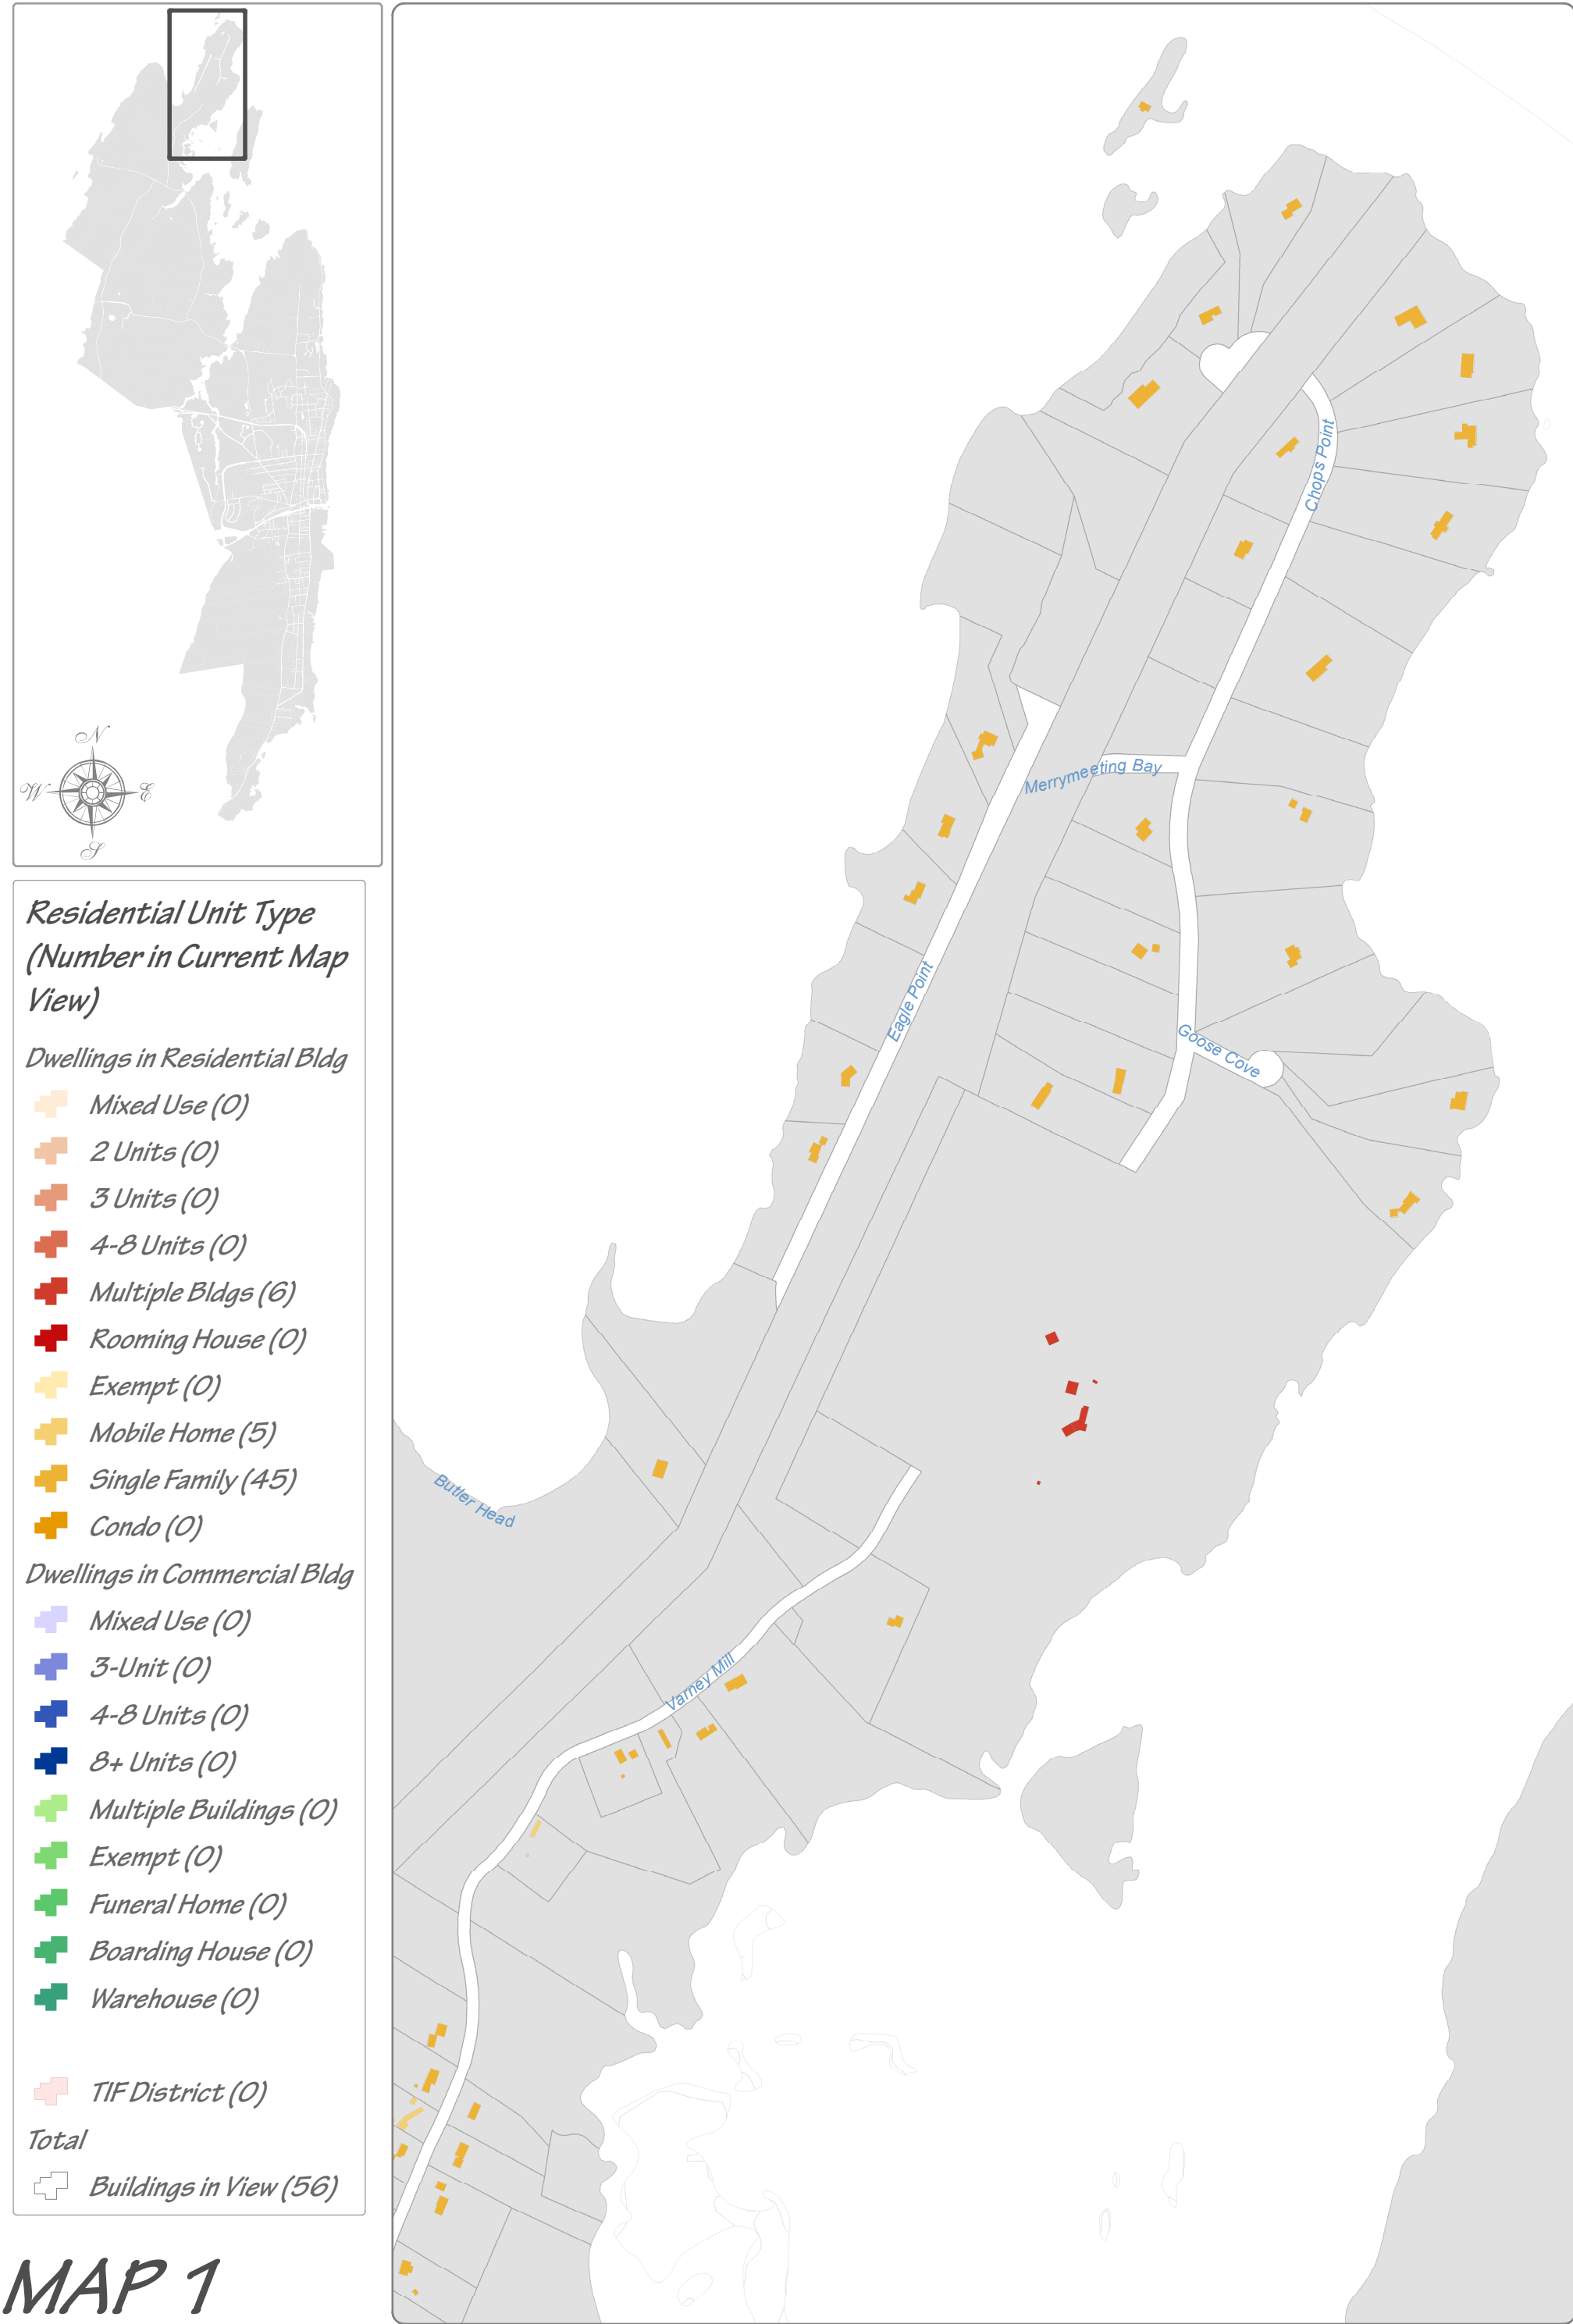 N
W
E
S
Residential Unit Type
(Number in Current Map
View)
Dwellings in Residential Bldg
Mixed Use (0)
2 Units (0)
3 Units (0)
4-8 Units (0)
Multiple Bldgs (6)
Rooming House (0)
Exempt (0)
Mobile Home (5)
Single Family (45)
Condo (0)
Dwellings in Commercial Bldg
Mixed Use (0)
3-Unit (0)
4-8 Units (0)
8+ Units (0)
Multiple Buildings (0)
Exempt (0)
Funeral Home (0)
Boarding House (0)
Warehouse (0)
TIF District (0)
Total
Buildings in View (56)
MAP 1
Chops Point
Merrymeeting Bay
Eagle Point
Goose Cove
Butler Head
Varney Mill